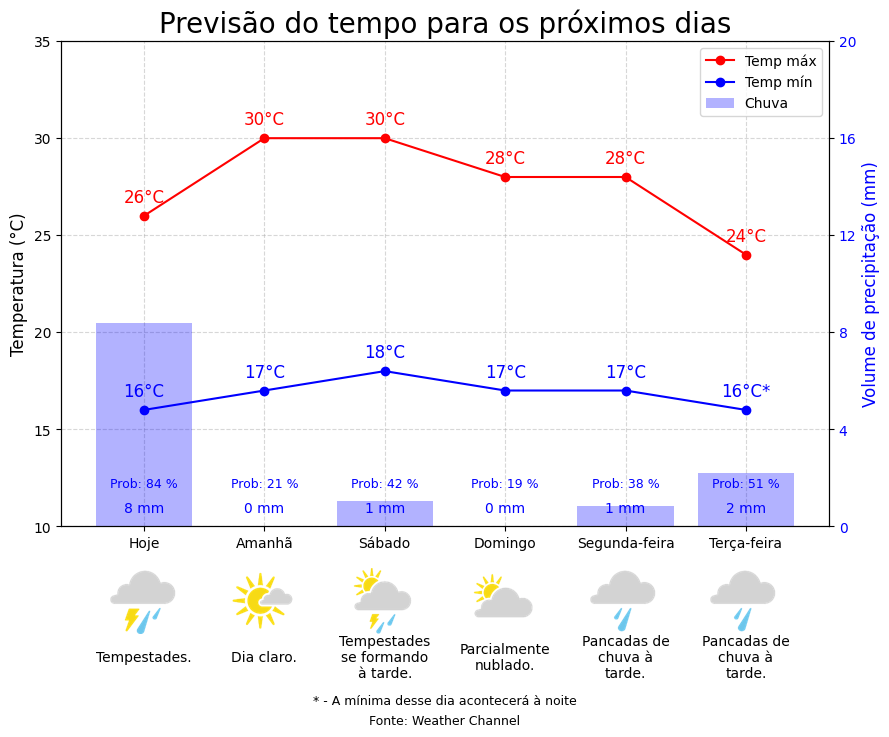 Previsão do tempo para os próximos dias
Temp máx
Temp mín
Chuva
Temperatura (°C)
Volume de precipitação (mm)
35
30
25
20
15
10
20
16
12
8
4
0
26°C
30°C
30°C
28°C
28°C
24°C
16°C
17°C
18°C
17°C
17°C
16°C*
Prob: 84 %
Prob: 21 %
Prob: 42 %
Prob: 19 %
Prob: 38 %
Prob: 51 %
8 mm
0 mm
1 mm
0 mm
1 mm
2 mm
Hoje
Amanhã
Sábado
Domingo
Segunda-feira
Terça-feira
Tempestades.
Dia claro.
Tempestades
se formando
à tarde.
Parcialmente
nublado.
Pancadas de
chuva à
tarde.
Pancadas de
chuva à
tarde.
* - A mínima desse dia acontecerá à noite
Fonte: Weather Channel